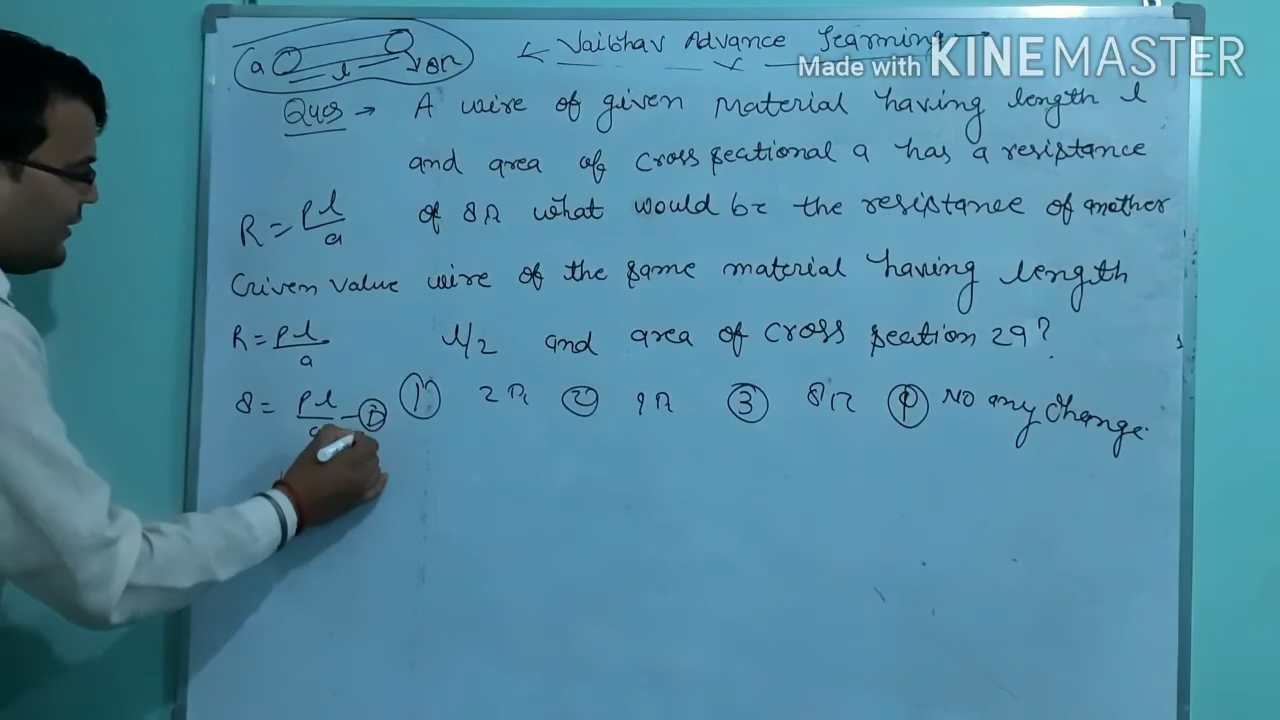 a l 8Ω
Vaibhav Advance Learning
Made with KINEMASTER
Ques → A wire of given material having length l
and area of cross sectional a has a resistance
R = ρl/a
of 8Ω what would be the resistance of another
Given value
wire of the same material having length
R = ρl/a
l/2 and area of cross section 2a?
8 = ρl/a
① 2Ω ② 9Ω ③ 8Ω ④ No any change.